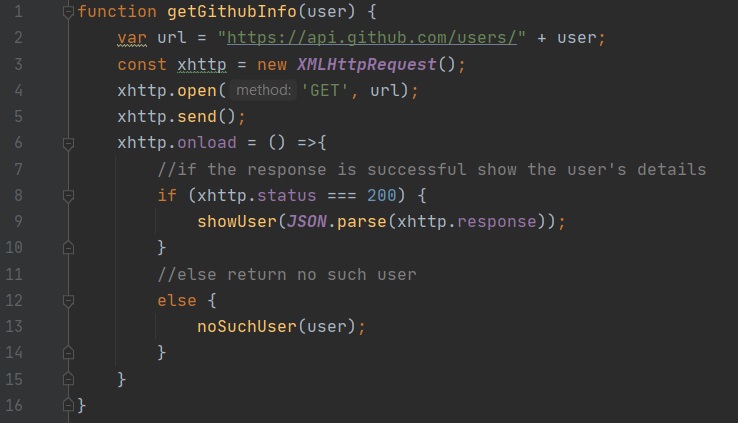 1 function getGithubInfo(user) {
2     var url = "https://api.github.com/users/" + user;
3     const xhttp = new XMLHttpRequest();
4     xhttp.open( method: 'GET', url);
5     xhttp.send();
6     xhttp.onload = () =>{
7         //if the response is successful show the user's details
8         if (xhttp.status === 200) {
9             showUser(JSON.parse(xhttp.response));
10         }
11         //else return no such user
12         else {
13             noSuchUser(user);
14         }
15     }
16 }